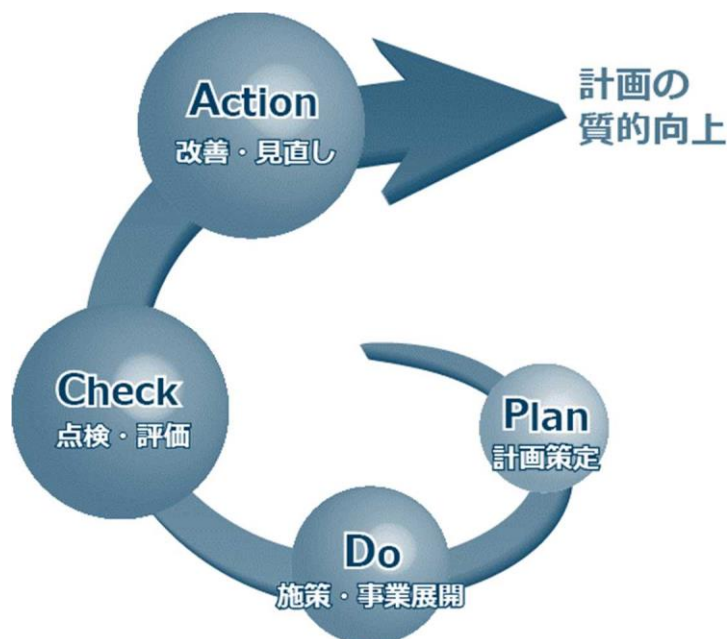 Action
改善・見直し
計画の
質的向上
Check
点検・評価
Plan
計画策定
Do
施策・事業展開